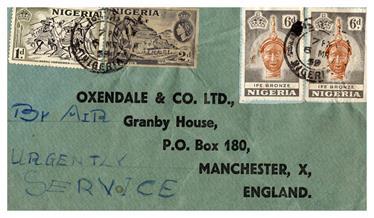 NIGERIA
NIGERIA
1d
2d
6d
6d
IFE BRONZE
NIGERIA
IFE BRONZE
NIGERIA
OXENDALE & CO. LTD.,
Granby House,
P.O. Box 180,
MANCHESTER, X,
ENGLAND.
By AIR
URGENTLY
SERVICE